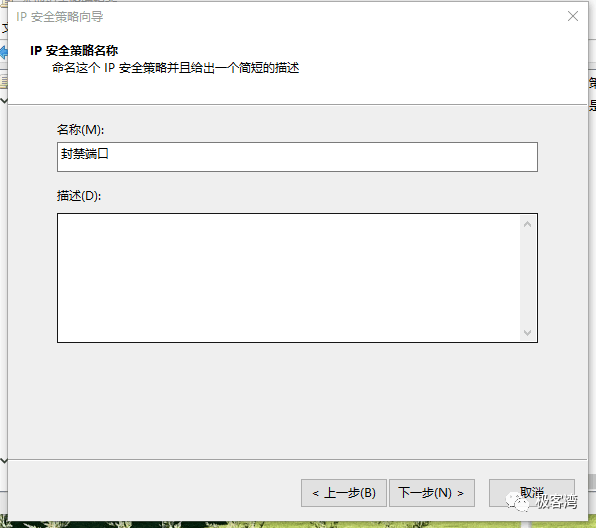 IP 安全策略向导
IP 安全策略名称
命名这个 IP 安全策略并且给出一个简短的描述
名称(M):
封禁端口
描述(D):
< 上一步(B)
下一步(N) >
取消
极客湾